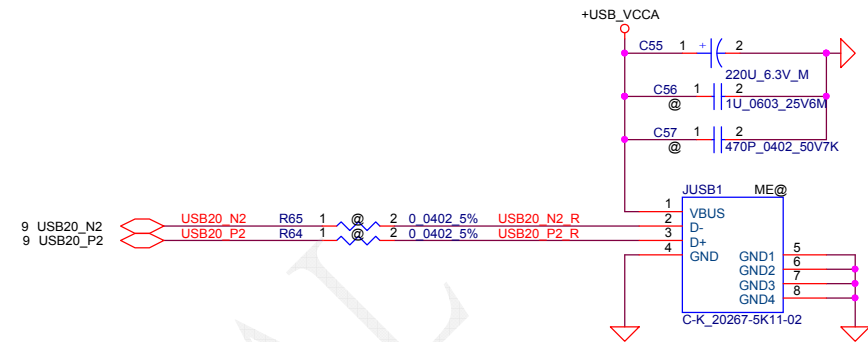 +USB_VCCA
C55 1 + 2
220U_6.3V_M
C56 1 2
@ 1U_0603_25V6M
C57 1 2
@ 470P_0402_50V7K
JUSB1 ME@
9 USB20_N2 USB20_N2 R65 1 @ 2 0_0402_5% USB20_N2_R
9 USB20_P2 USB20_P2 R64 1 @ 2 0_0402_5% USB20_P2_R
1 VBUS
2 D-
3 D+
4 GND
GND1 5
GND2 6
GND3 7
GND4 8
C-K_20267-5K11-02